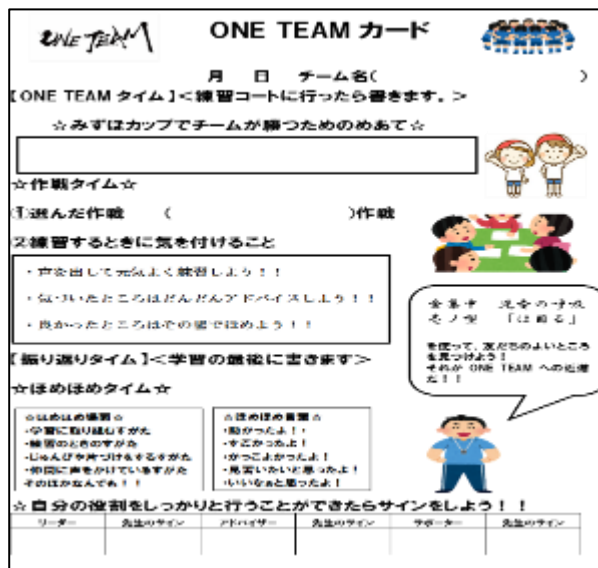 ONE TEAM
ONE TEAM カード
月 日 チーム名( )
【ONE TEAM タイム】＜練習コートに行ったら書きます。＞
☆みずほカップでチームが勝つためのめあて☆
☆作戦タイム☆
①選んだ作戦 ( )作戦
②練習するときに気を付けること
・声を出して元気よく練習しよう！！
・気づいたところはどんどんアドバイスしよう！！
・良かったところはその場でほめよう！！
全集中
壱ノ型 「ほめる」
を使って、友だちのよいところ
を見つけよう！
それが ONE TEAM への近道
だ！！
【振り返りタイム】＜学習の最後に書きます＞
☆ほめほめタイム☆
☆ほめほめ場面☆
・学習に取り組むすがた
・練習のときのすがた
・じゅんびや片づけをするすがた
・仲間に声をかけているすがた
そのほかなんでも！！
☆ほめほめ言葉☆
・助かったよ！・
・すごかったよ！
・かっこよかったよ！
・見習いたいと思ったよ！
・いいなぁと思ったよ！
☆自分の役割をしっかりと行うことができたらサインをしよう！！
リーダー 先生のサイン アドバイザー 先生のサイン サポーター 先生のサイン